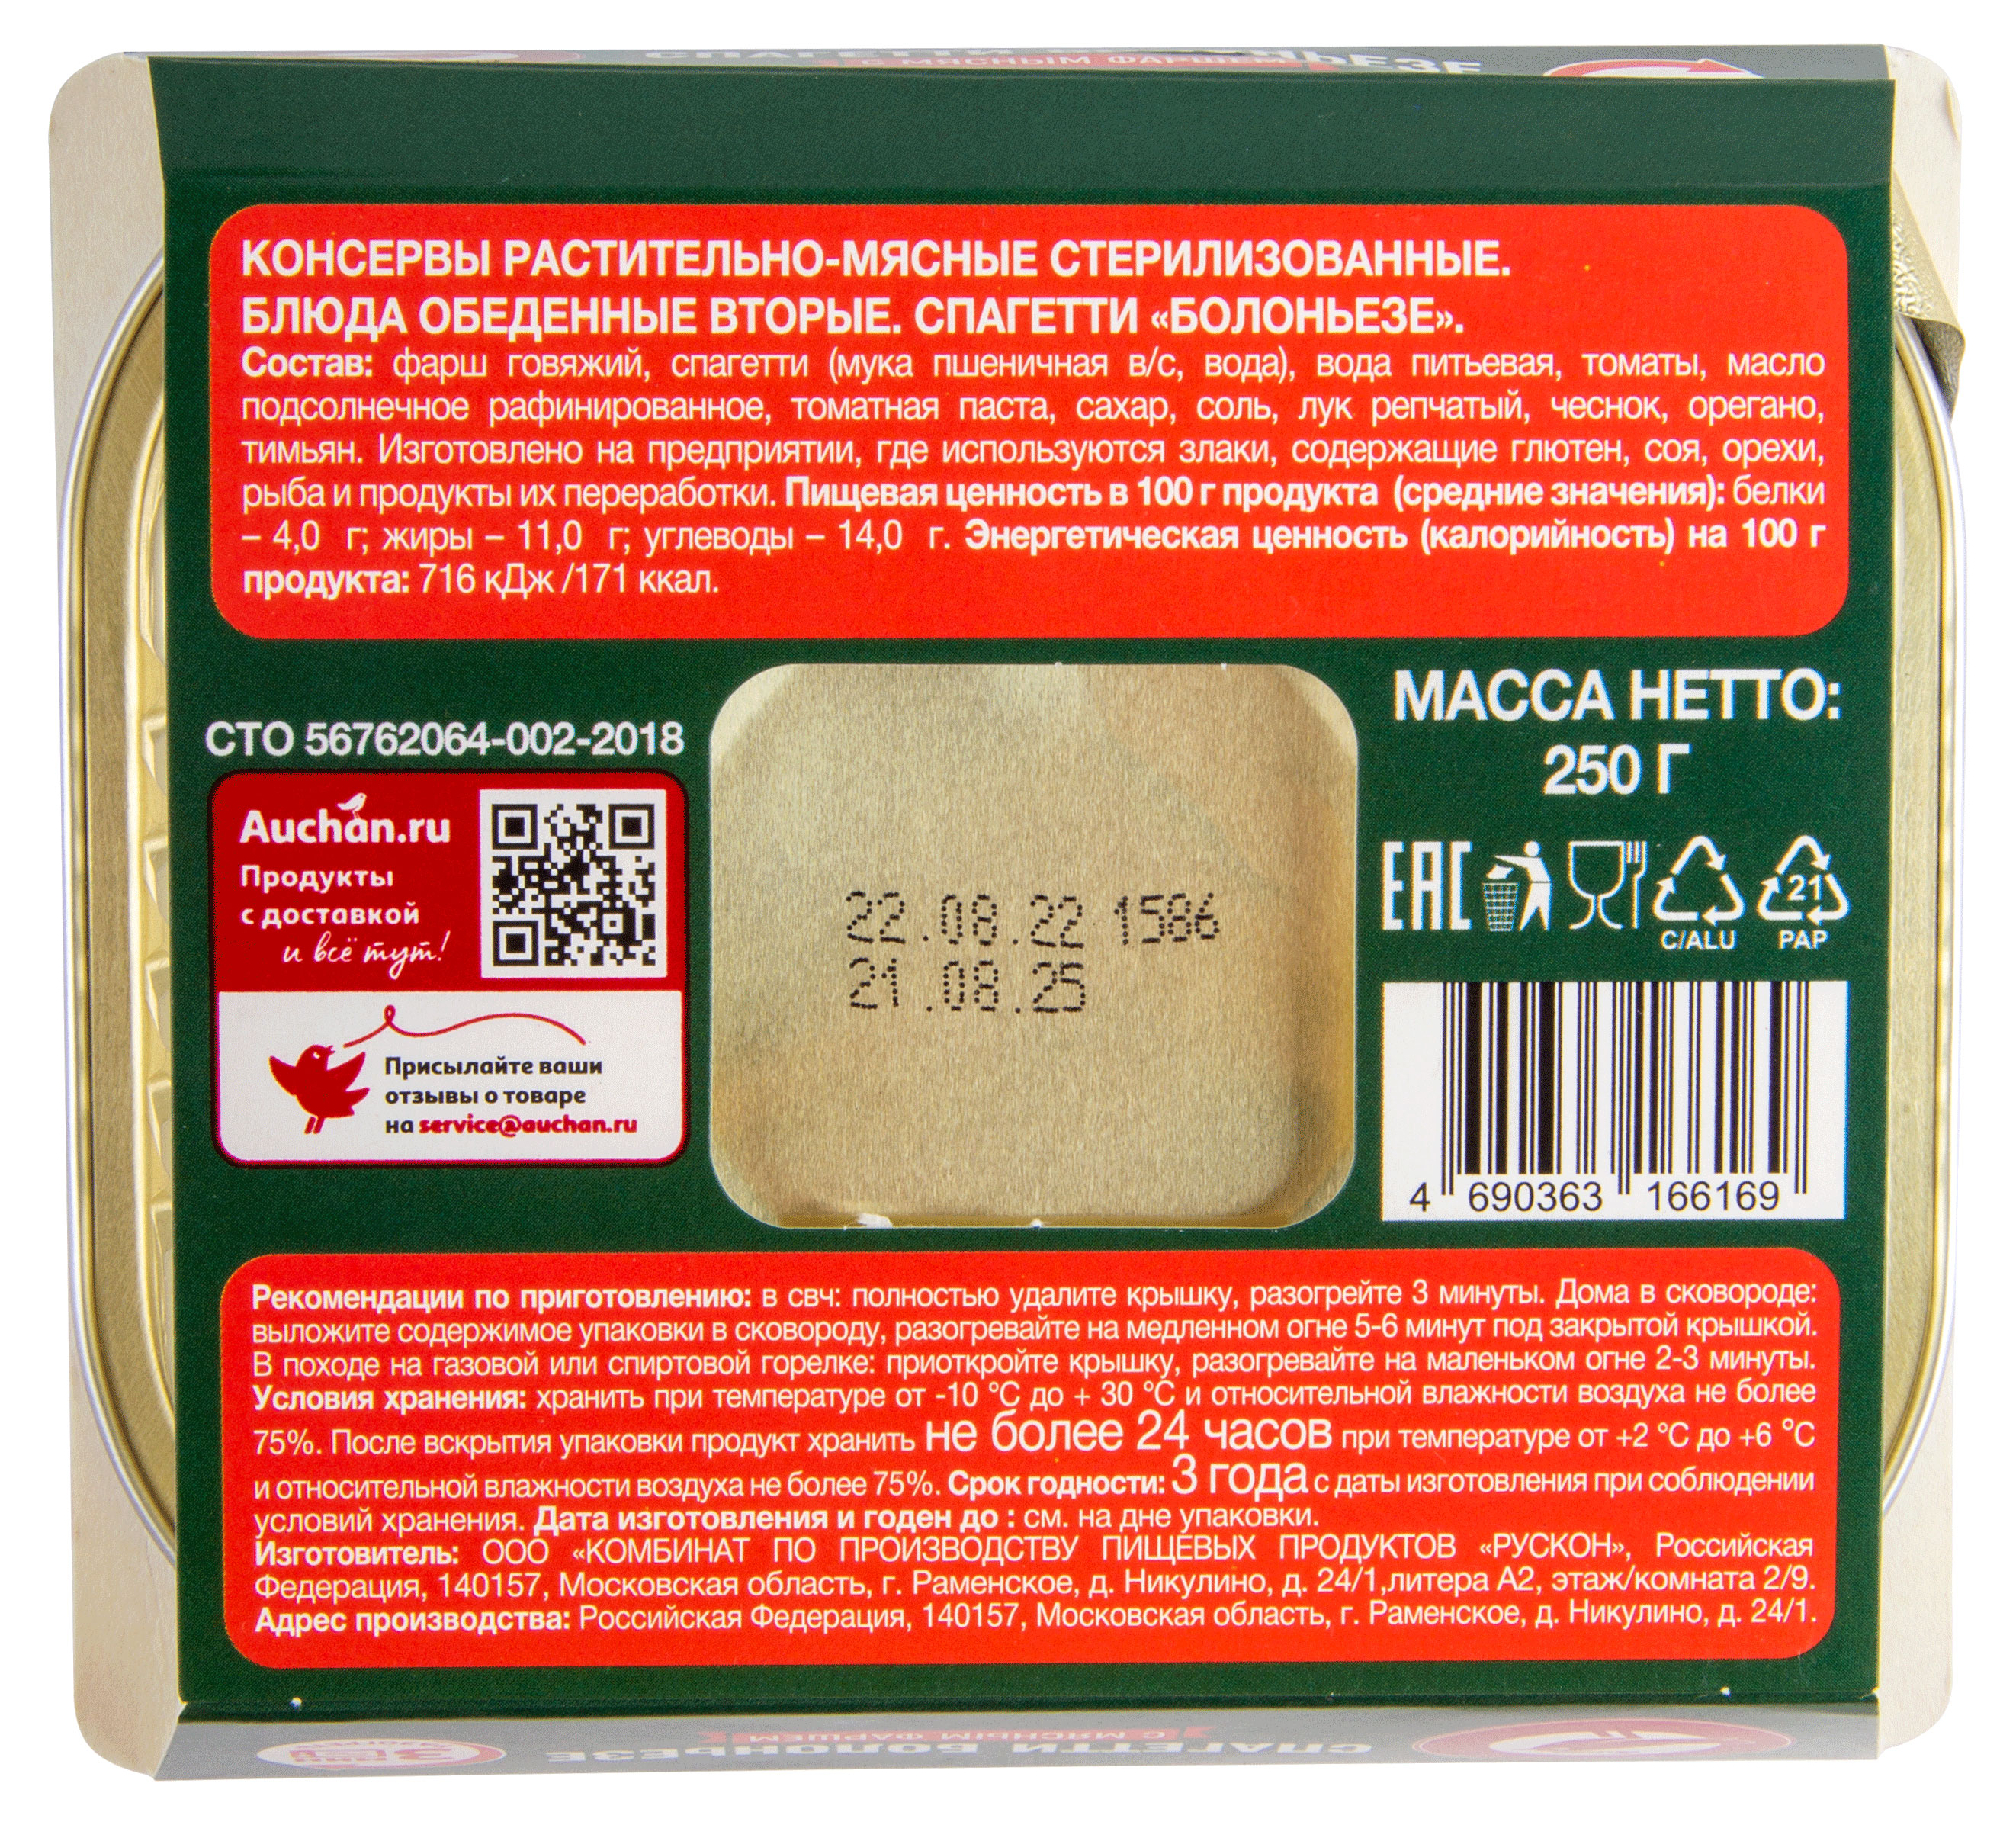 СПАГЕТТИ БОЛОНЬЕЗЕ
С МЯСНЫМ ФАРШЕМ
КОНСЕРВЫ РАСТИТЕЛЬНО-МЯСНЫЕ СТЕРИЛИЗОВАННЫЕ.
БЛЮДА ОБЕДЕННЫЕ ВТОРЫЕ. СПАГЕТТИ «БОЛОНЬЕЗЕ».
Состав: фарш говяжий, спагетти (мука пшеничная в/с, вода), вода питьевая, томаты, масло
подсолнечное рафинированное, томатная паста, сахар, соль, лук репчатый, чеснок, орегано,
тимьян. Изготовлено на предприятии, где используются злаки, содержащие глютен, соя, орехи,
рыба и продукты их переработки. Пищевая ценность в 100 г продукта (средние значения): белки
– 4,0 г; жиры – 11,0 г; углеводы – 14,0 г. Энергетическая ценность (калорийность) на 100 г
продукта: 716 кДж /171 ккал.
СТО 56762064-002-2018
Auchan.ru
Продукты
с доставкой
и всё тут!
Присылайте ваши
отзывы о товаре
на service@auchan.ru
22.08.22 1586
21.08.25
МАССА НЕТТО:
250 Г
EAC
21
C/ALU PAP
4 690363 166169
Рекомендации по приготовлению: в свч: полностью удалите крышку, разогрейте 3 минуты. Дома в сковороде:
выложите содержимое упаковки в сковороду, разогревайте на медленном огне 5-6 минут под закрытой крышкой.
В походе на газовой или спиртовой горелке: приоткройте крышку, разогревайте на маленьком огне 2-3 минуты.
Условия хранения: хранить при температуре от -10 °С до + 30 °С и относительной влажности воздуха не более
75%. После вскрытия упаковки продукт хранить не более 24 часов при температуре от +2 °С до +6 °С
и относительной влажности воздуха не более 75%. Срок годности: 3 года с даты изготовления при соблюдении
условий хранения. Дата изготовления и годен до : см. на дне упаковки.
Изготовитель: ООО «КОМБИНАТ ПО ПРОИЗВОДСТВУ ПИЩЕВЫХ ПРОДУКТОВ «РУСКОН», Российская
Федерация, 140157, Московская область, г. Раменское, д. Никулино, д. 24/1,литера А2, этаж/комната 2/9.
Адрес производства: Российская Федерация, 140157, Московская область, г. Раменское, д. Никулино, д. 24/1.
С МЯСНЫМ ФАРШЕМ
СПАГЕТТИ БОЛОНЬЕЗЕ